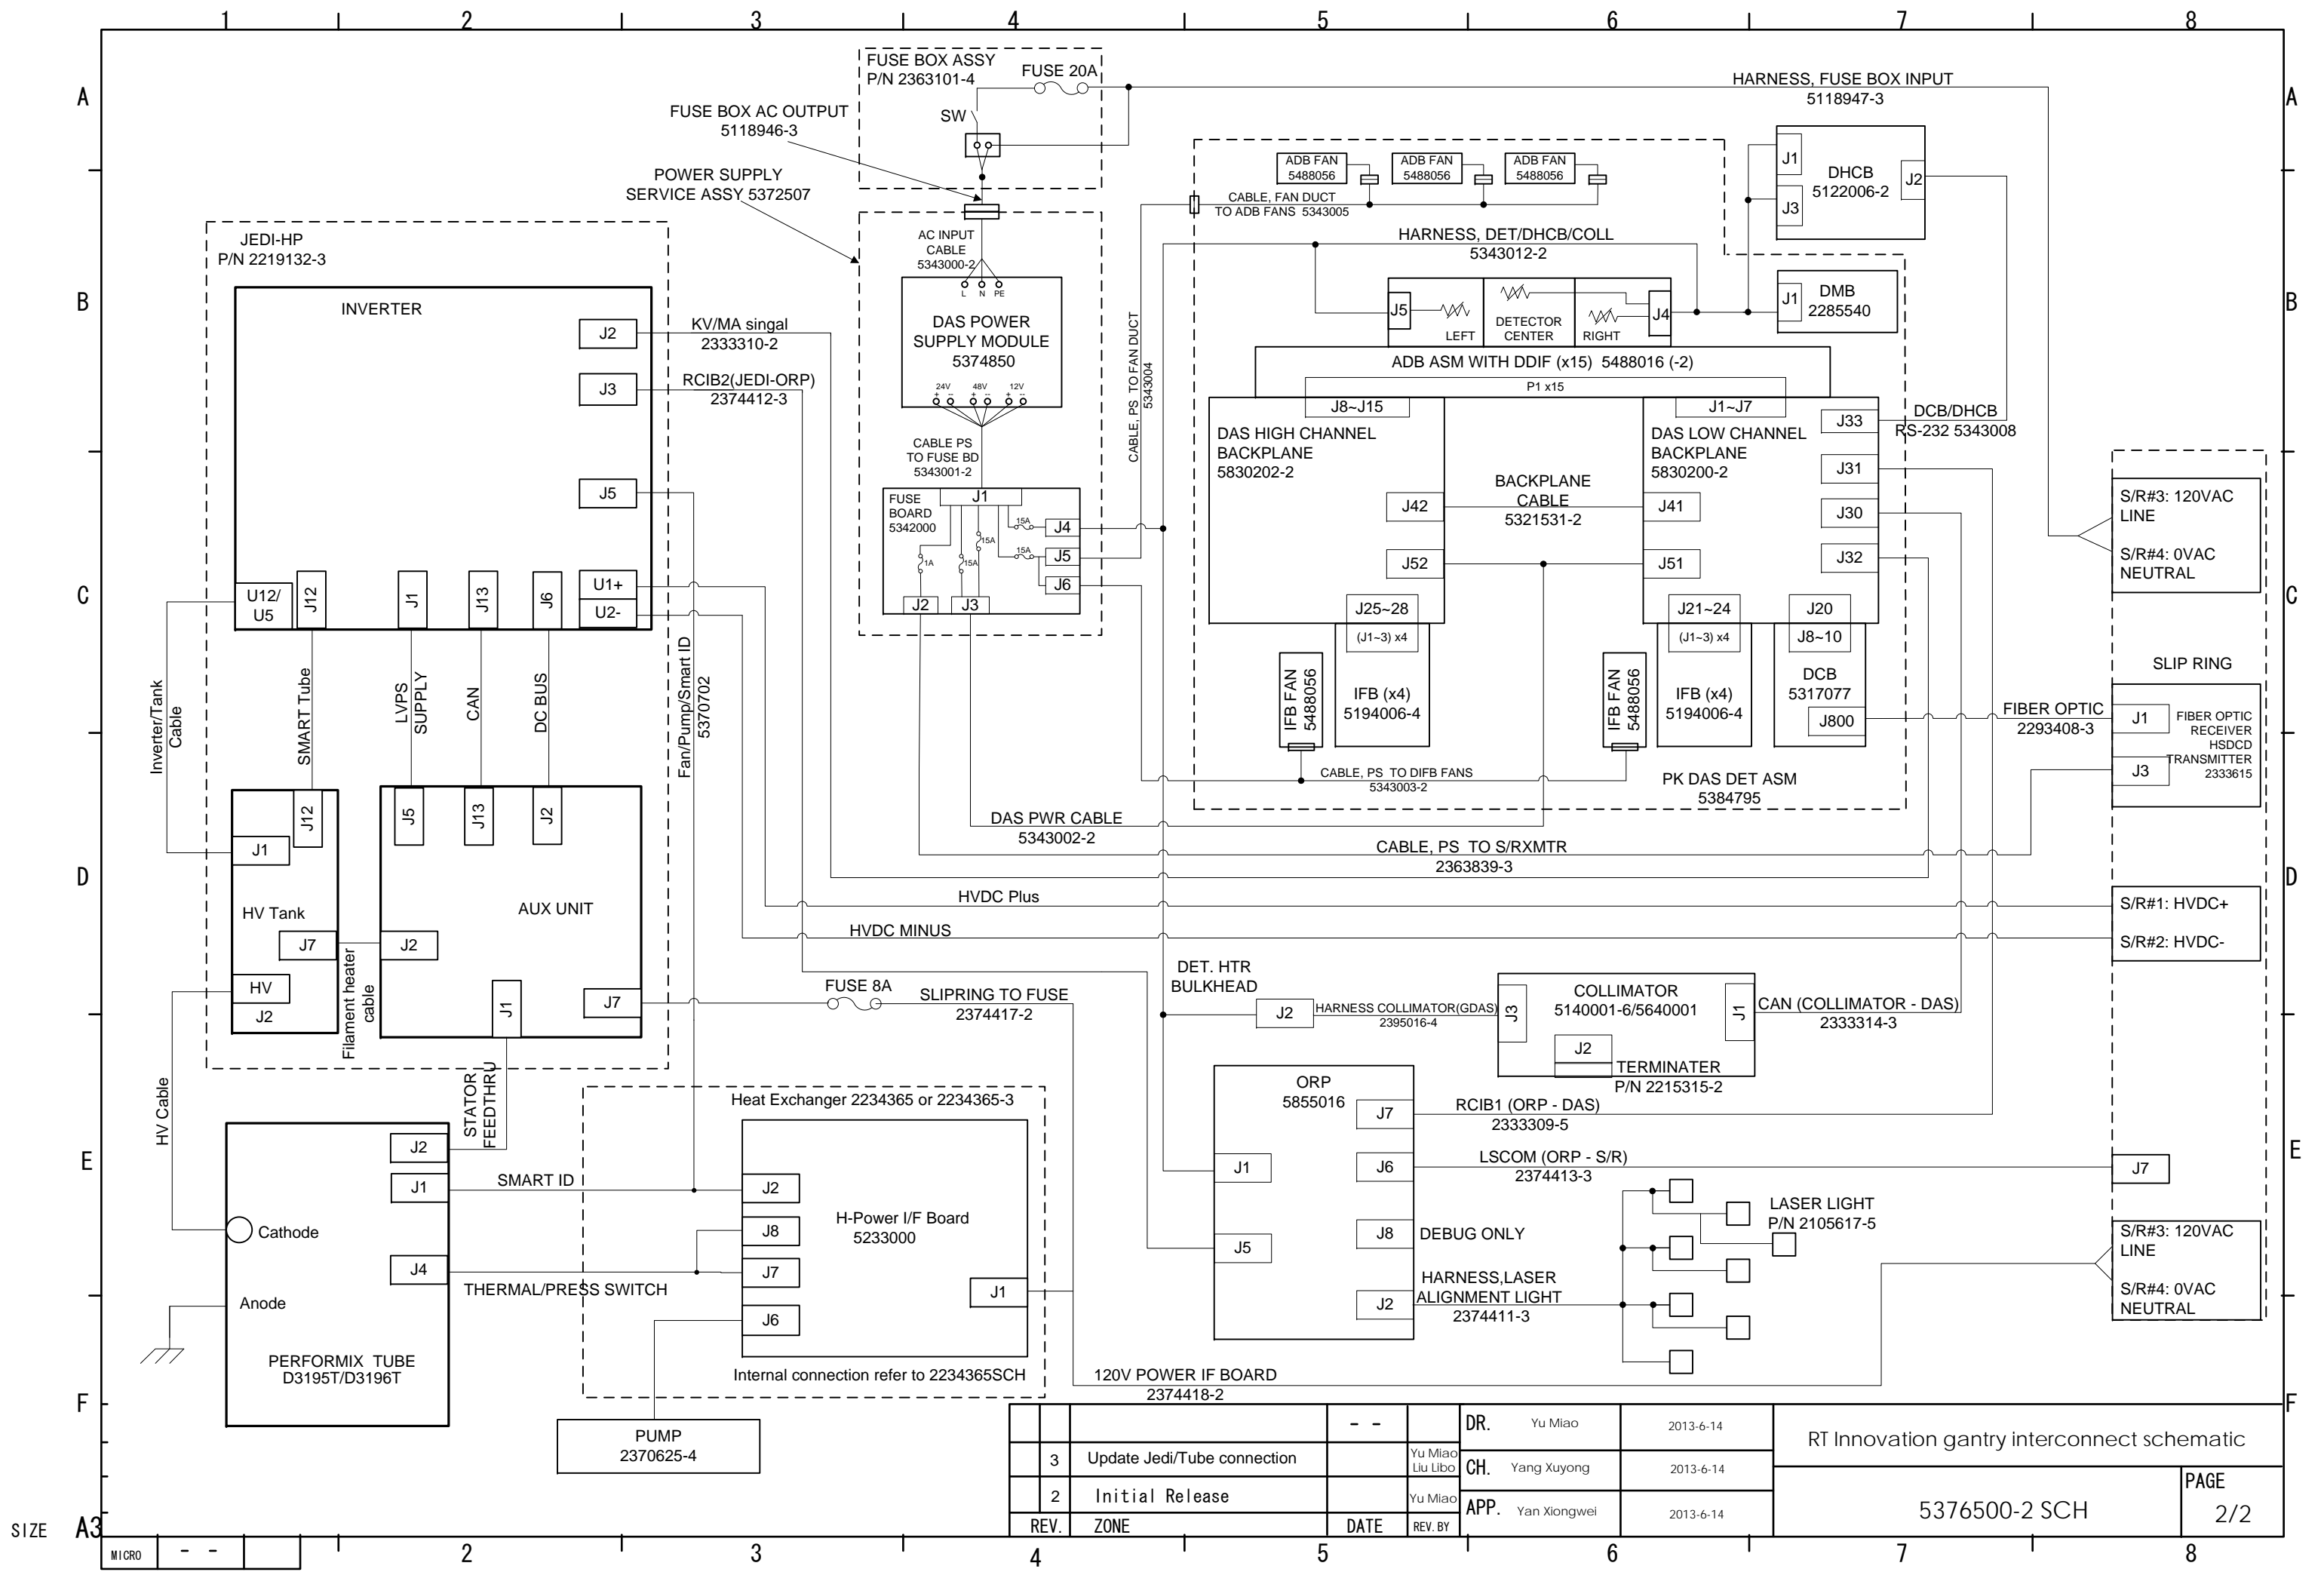 1 2 3 4 5 6 7 8
A
B
C
D
E
F
A
B
C
D
E
F
FUSE BOX ASSY
P/N 2363101-4
FUSE 20A
SW
HARNESS, FUSE BOX INPUT
5118947-3
FUSE BOX AC OUTPUT
5118946-3
POWER SUPPLY
SERVICE ASSY 5372507
JEDI-HP
P/N 2219132-3
INVERTER
J2
J3
J5
U1+
U2-
U12/
U5
J12
J1
J13
J6
KV/MA singal
2333310-2
RCIB2(JEDI-ORP)
2374412-3
Inverter/Tank
Cable
SMART Tube
LVPS
SUPPLY
CAN
DC BUS
Fan/Pump/Smart ID
5370702
AC INPUT
CABLE
5343000-2
L N PE
DAS POWER
SUPPLY MODULE
5374850
24V 48V 12V
+ -- + -- + --
CABLE PS
TO FUSE BD
5343001-2
FUSE
BOARD
5342000
J1
15A
J4
15A
15A
J5
1A
15A
J6
J2
J3
CABLE, PS TO FAN DUCT
5343004
ADB FAN
5488056
ADB FAN
5488056
ADB FAN
5488056
CABLE, FAN DUCT
TO ADB FANS 5343005
HARNESS, DET/DHCB/COLL
5343012-2
J1
J3
DHCB
5122006-2
J2
J1
DMB
2285540
J5
LEFT
DETECTOR
CENTER
RIGHT
J4
ADB ASM WITH DDIF (x15) 5488016 (-2)
P1 x15
J8~J15
J1~J7
DAS HIGH CHANNEL
BACKPLANE
5830202-2
DAS LOW CHANNEL
BACKPLANE
5830200-2
J33
J31
J30
J32
DCB/DHCB
RS-232 5343008
J42
BACKPLANE
CABLE
5321531-2
J41
J52
J51
J25~28
J21~24
J20
(J1~3) x4
(J1~3) x4
J8~10
IFB FAN
5488056
IFB (x4)
5194006-4
IFB FAN
5488056
IFB (x4)
5194006-4
DCB
5317077
J800
CABLE, PS TO DIFB FANS
5343003-2
PK DAS DET ASM
5384795
S/R#3: 120VAC
LINE
S/R#4: 0VAC
NEUTRAL
SLIP RING
FIBER OPTIC
2293408-3
J1
J3
FIBER OPTIC
RECEIVER
HSDCD
TRANSMITTER
2333615
DAS PWR CABLE
5343002-2
CABLE, PS TO S/RXMTR
2363839-3
HVDC Plus
HVDC MINUS
S/R#1: HVDC+
S/R#2: HVDC-
J12
J1
HV Tank
J7
HV
J2
Filament heater
cable
J5
J13
J2
AUX UNIT
J2
J1
J7
FUSE 8A
SLIPRING TO FUSE
2374417-2
DET. HTR
BULKHEAD
J2
HARNESS COLLIMATOR(GDAS)
2395016-4
J3
COLLIMATOR
5140001-6/5640001
J1
J2
TERMINATER
P/N 2215315-2
CAN (COLLIMATOR - DAS)
2333314-3
HV Cable
STATOR
FEEDTHRU
Heat Exchanger 2234365 or 2234365-3
J2
J1
SMART ID
Cathode
J4
THERMAL/PRESS SWITCH
Anode
PERFORMIX TUBE
D3195T/D3196T
J2
J8
J7
J6
H-Power I/F Board
5233000
J1
Internal connection refer to 2234365SCH
PUMP
2370625-4
ORP
5855016
J7
J6
J8
J2
J1
J5
RCIB1 (ORP - DAS)
2333309-5
LSCOM (ORP - S/R)
2374413-3
DEBUG ONLY
HARNESS,LASER
ALIGNMENT LIGHT
2374411-3
LASER LIGHT
P/N 2105617-5
J7
S/R#3: 120VAC
LINE
S/R#4: 0VAC
NEUTRAL
120V POWER IF BOARD
2374418-2
- -
3 Update Jedi/Tube connection Yu Miao
Liu Libo
2 Initial Release Yu Miao
REV. ZONE DATE REV. BY
DR. Yu Miao 2013-6-14
CH. Yang Xuyong 2013-6-14
APP. Yan Xiongwei 2013-6-14
RT Innovation gantry interconnect schematic
5376500-2 SCH
PAGE
2/2
SIZE A3
MICRO - -
2 3 4 5 6 7 8